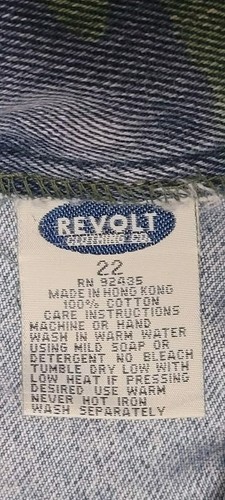 REVOLT
CLOTHING CO.
22
RN 92435
MADE IN HONG KONG
100% COTTON
CARE INSTRUCTIONS
MACHINE OR HAND
WASH IN WARM WATER
USING MILD SOAP OR
DETERGENT NO BLEACH
TUMBLE DRY LOW WITH
LOW HEAT IF PRESSING
DESIRED USE WARM
NEVER HOT IRON
WASH SEPARATELY